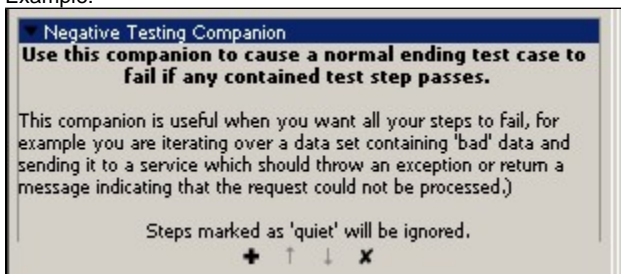 Example:
Negative Testing Companion
Use this companion to cause a normal ending test case to
fail if any contained test step passes.
This companion is useful when you want all your steps to fail, for
example you are iterating over a data set containing 'bad' data and
sending it to a service which should throw an exception or return a
message indicating that the request could not be processed.)
Steps marked as 'quiet' will be ignored.